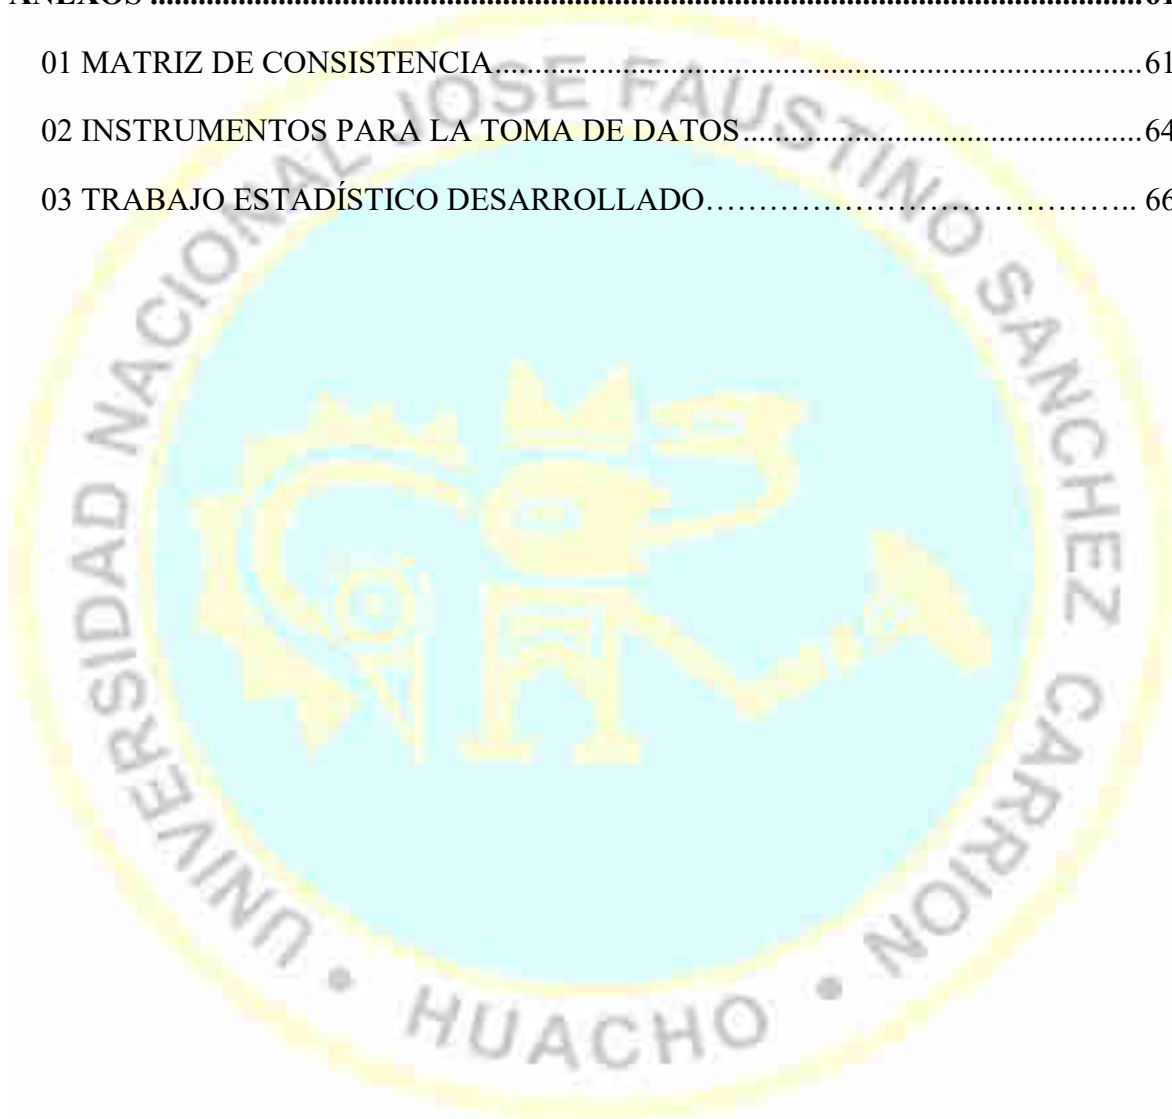 ANEXOS ....................................................................................................................61
01 MATRIZ DE CONSISTENCIA................................................................................61
02 INSTRUMENTOS PARA LA TOMA DE DATOS..................................................64
03 TRABAJO ESTADÍSTICO DESARROLLADO………………………………….. 66
UNIVERSIDAD NACIONAL JOSE FAUSTINO SANCHEZ CARRION • HUACHO •